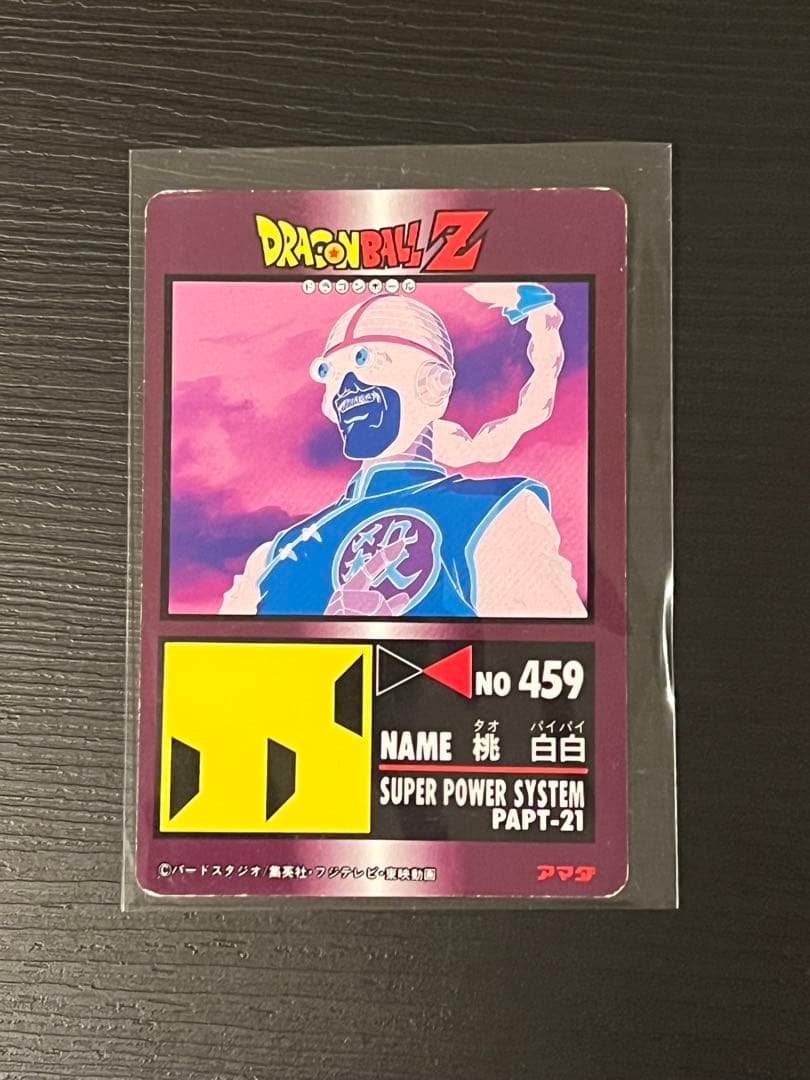 DRAGONBALL Z
ドラゴンボール
殺
NO 459
タオ パイパイ
NAME 桃 白白
SUPER POWER SYSTEM
PAPT-21
©バードスタジオ/集英社・フジテレビ・東映動画
アマダ